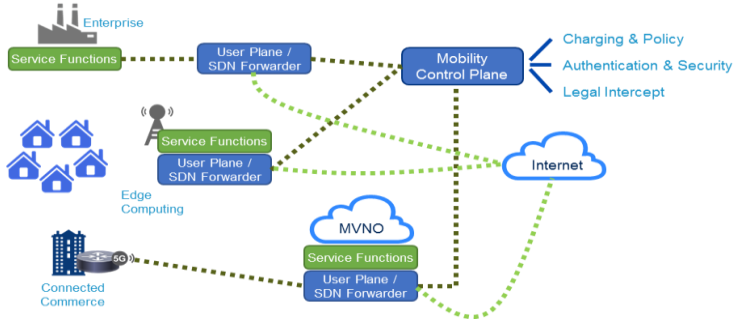 Enterprise
Service Functions
User Plane /
SDN Forwarder
Mobility
Control Plane
Charging & Policy
Authentication & Security
Legal Intercept
Service Functions
User Plane /
SDN Forwarder
Edge
Computing
Internet
MVNO
Service Functions
User Plane /
SDN Forwarder
5G
Connected
Commerce